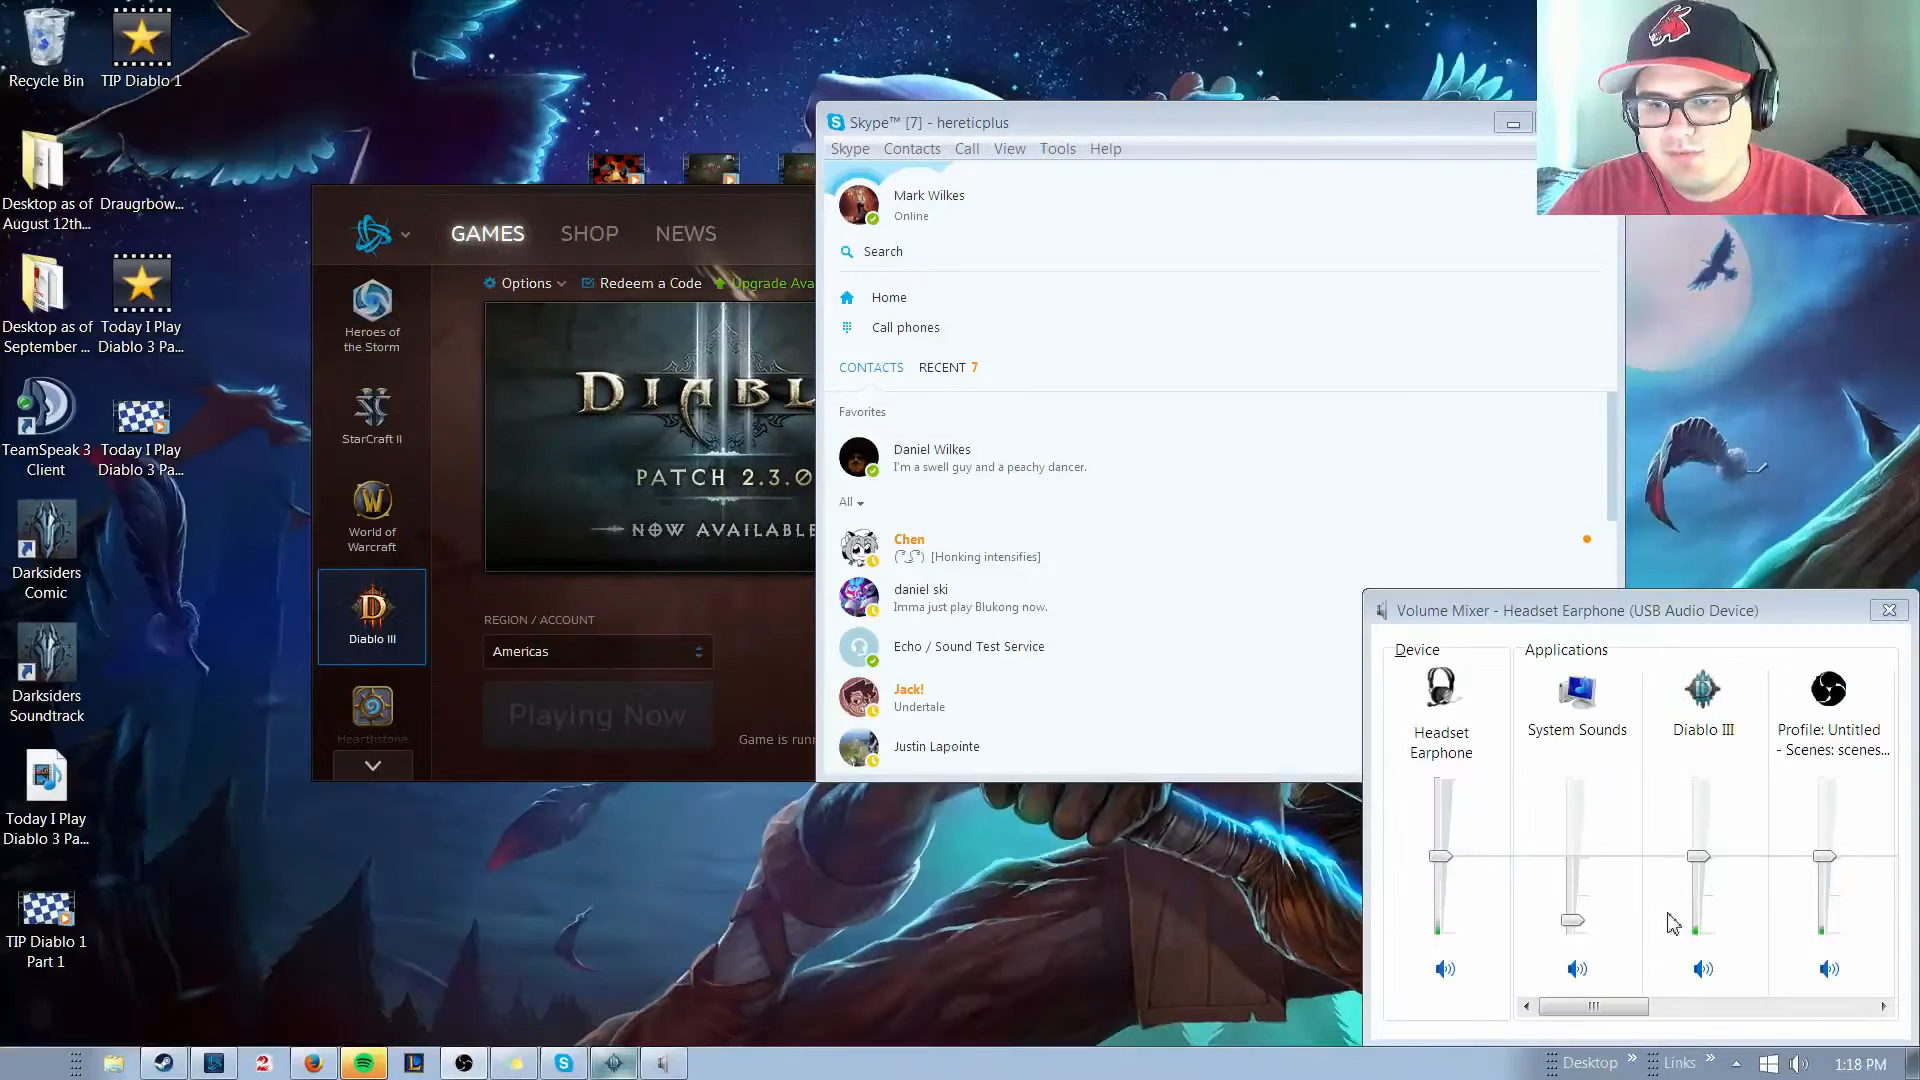 Recycle Bin
TIP Diablo 1
Desktop as of
August 12th...
Draugrbow...
Desktop as of
September ...
Today I Play
Diablo 3 Pa...
TeamSpeak 3
Client
Today I Play
Diablo 3 Pa...
Darksiders
Comic
Darksiders
Soundtrack
Today I Play
Diablo 3 Pa...
TIP Diablo 1
Part 1
GAMES SHOP NEWS
Options Redeem a Code Upgrade Ava
Heroes of
the Storm
StarCraft II
World of
Warcraft
Diablo III
Hearthstone
DIABL
PATCH 2.3.0
NOW AVAILABLE
REGION / ACCOUNT
Americas
Playing Now
Game is runn
Skype™ [7] - hereticplus
Skype Contacts Call View Tools Help
Mark Wilkes
Online
Search
Home
Call phones
CONTACTS RECENT 7
Favorites
Daniel Wilkes
I'm a swell guy and a peachy dancer.
All
Chen
( ͡° ͜ʖ ͡°) [Honking intensifies]
daniel ski
Imma just play Blukong now.
Echo / Sound Test Service
Jack!
Undertale
Justin Lapointe
Volume Mixer - Headset Earphone (USB Audio Device)
Device
Applications
Headset
Earphone
System Sounds
Diablo III
Profile: Untitled
- Scenes: scenes...
Desktop » Links » 1:18 PM